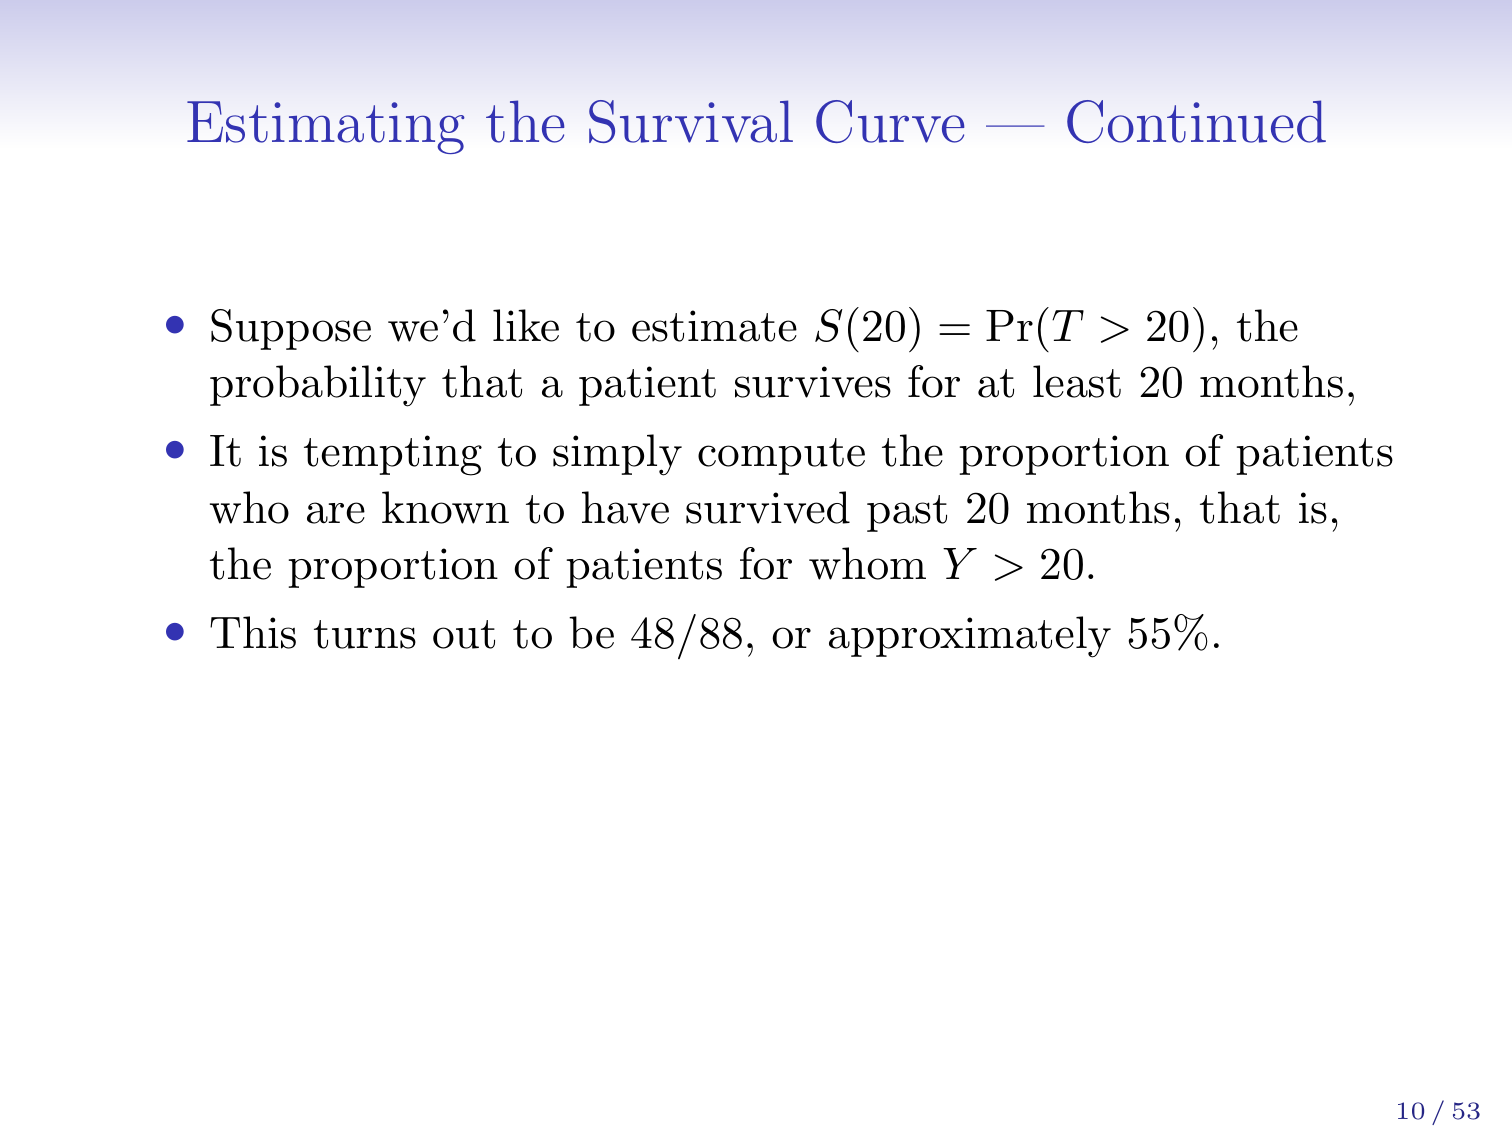 Estimating the Survival Curve — Continued
• Suppose we'd like to estimate S(20) = Pr(T > 20), the
probability that a patient survives for at least 20 months,
• It is tempting to simply compute the proportion of patients
who are known to have survived past 20 months, that is,
the proportion of patients for whom Y > 20.
• This turns out to be 48/88, or approximately 55%.
10 / 53